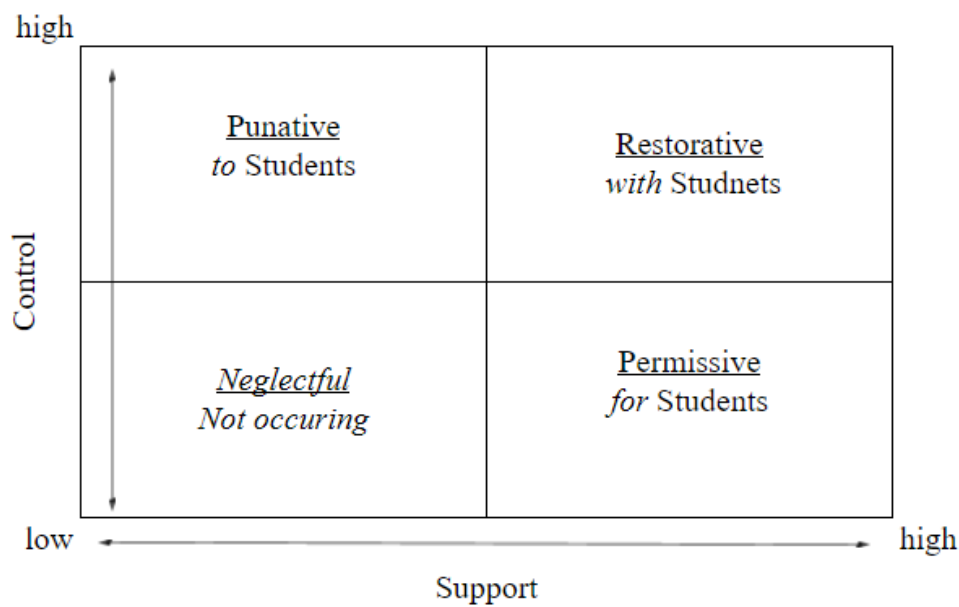 high
Punative
to Students
Restorative
with Studnets
Control
Neglectful
Not occuring
Permissive
for Students
low
high
Support